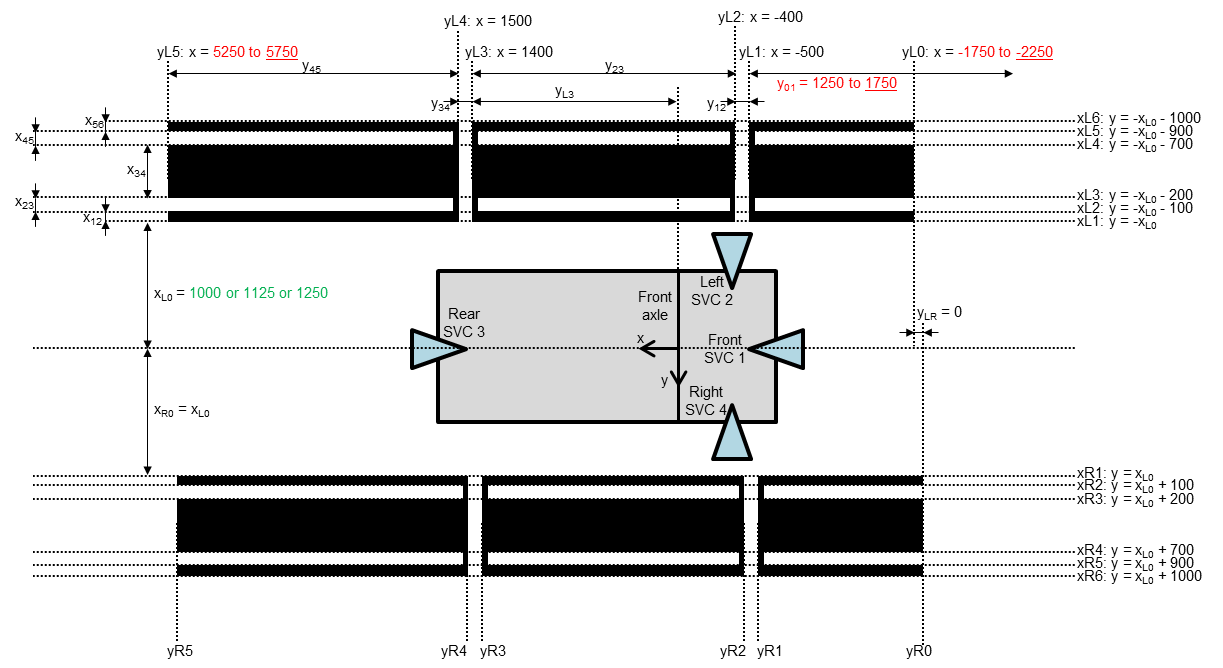 yL2: x = -400
yL4: x = 1500
yL5: x = 5250 to 5750
yL3: x = 1400
yL1: x = -500
yL0: x = -1750 to -2250
y45
y23
y01 = 1250 to 1750
yL3
y34
y12
x56
xL6: y = -xL0 - 1000
x45
xL5: y = -xL0 - 900
xL4: y = -xL0 - 700
x34
xL3: y = -xL0 - 200
x23
xL2: y = -xL0 - 100
x12
xL1: y = -xL0
Left
SVC 2
xL0 = 1000 or 1125 or 1250
Front
axle
Rear
SVC 3
yLR = 0
x
Front
SVC 1
y
Right
SVC 4
xR0 = xL0
xR1: y = xL0
xR2: y = xL0 + 100
xR3: y = xL0 + 200
xR4: y = xL0 + 700
xR5: y = xL0 + 900
xR6: y = xL0 + 1000
yR5
yR4
yR3
yR2
yR1
yR0